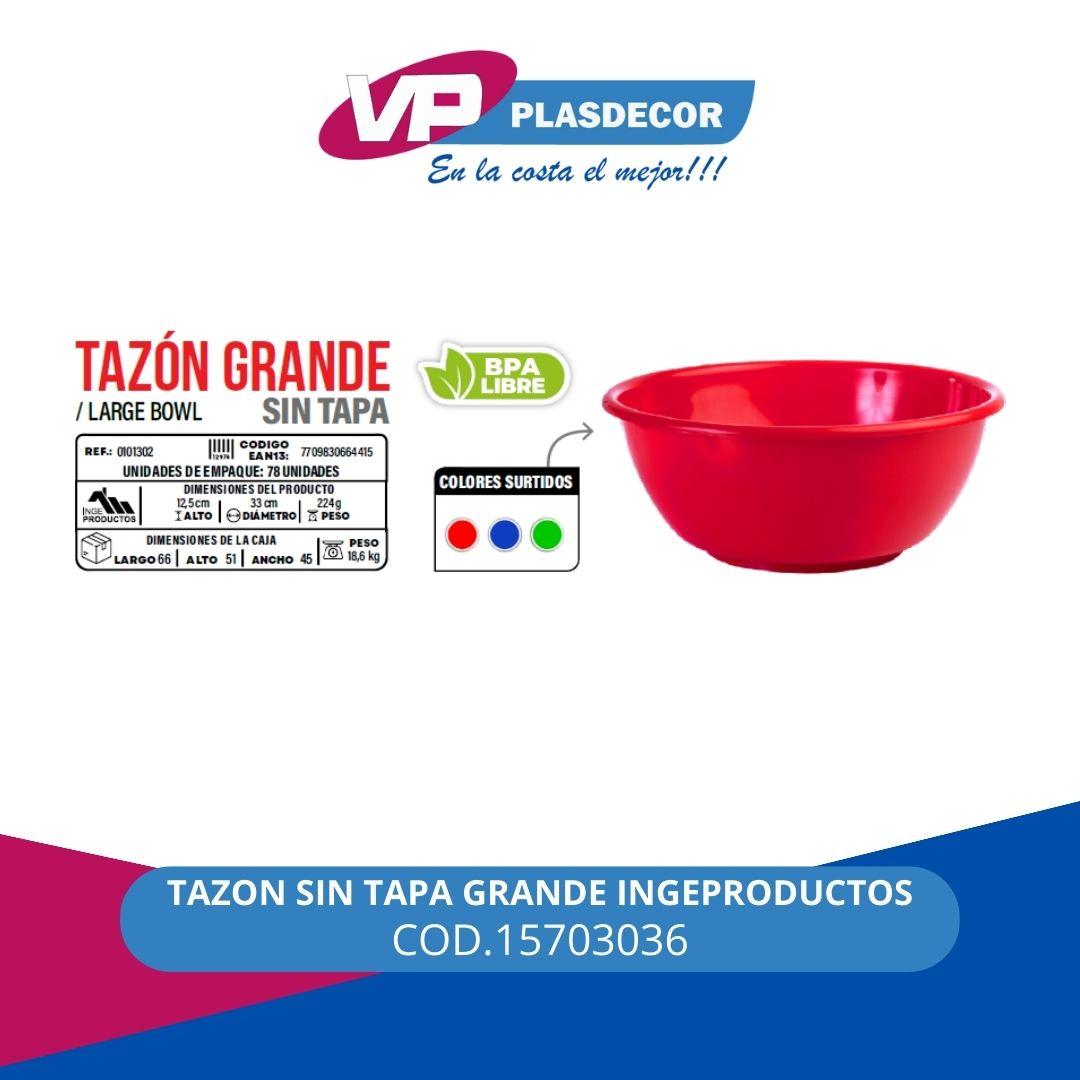 VP PLASDECOR
En la costa el mejor!!!
TAZÓN GRANDE
/ LARGE BOWL SIN TAPA
BPA
LIBRE
REF.: 0101302
12974
CODIGO
EAN13: 7709830664415
UNIDADES DE EMPAQUE: 78 UNIDADES
INGE
PRODUCTOS
DIMENSIONES DEL PRODUCTO
12,5cm 33 cm 224g
ALTO DIÁMETRO PESO
DIMENSIONES DE LA CAJA
LARGO 66 ALTO 51 ANCHO 45
PESO
18,6 kg
COLORES SURTIDOS
TAZON SIN TAPA GRANDE INGEPRODUCTOS
COD.15703036